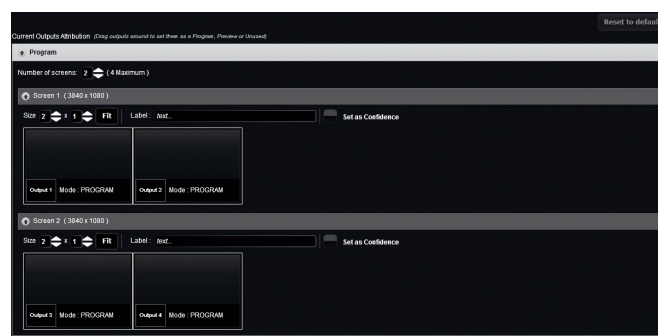 Reset to default
Current Outputs Attribution (Drag outputs around to set them as a Program, Preview or Unused)
Program
Number of screens: 2 ( 4 Maximum )
Screen 1 ( 3840 x 1080 )
Size 2 x 1 Fit Label : text... Set as Confidence
Output 1 Mode : PROGRAM Output 2 Mode : PROGRAM
Screen 2 ( 3840 x 1080 )
Size 2 x 1 Fit Label : text... Set as Confidence
Output 3 Mode : PROGRAM Output 4 Mode : PROGRAM